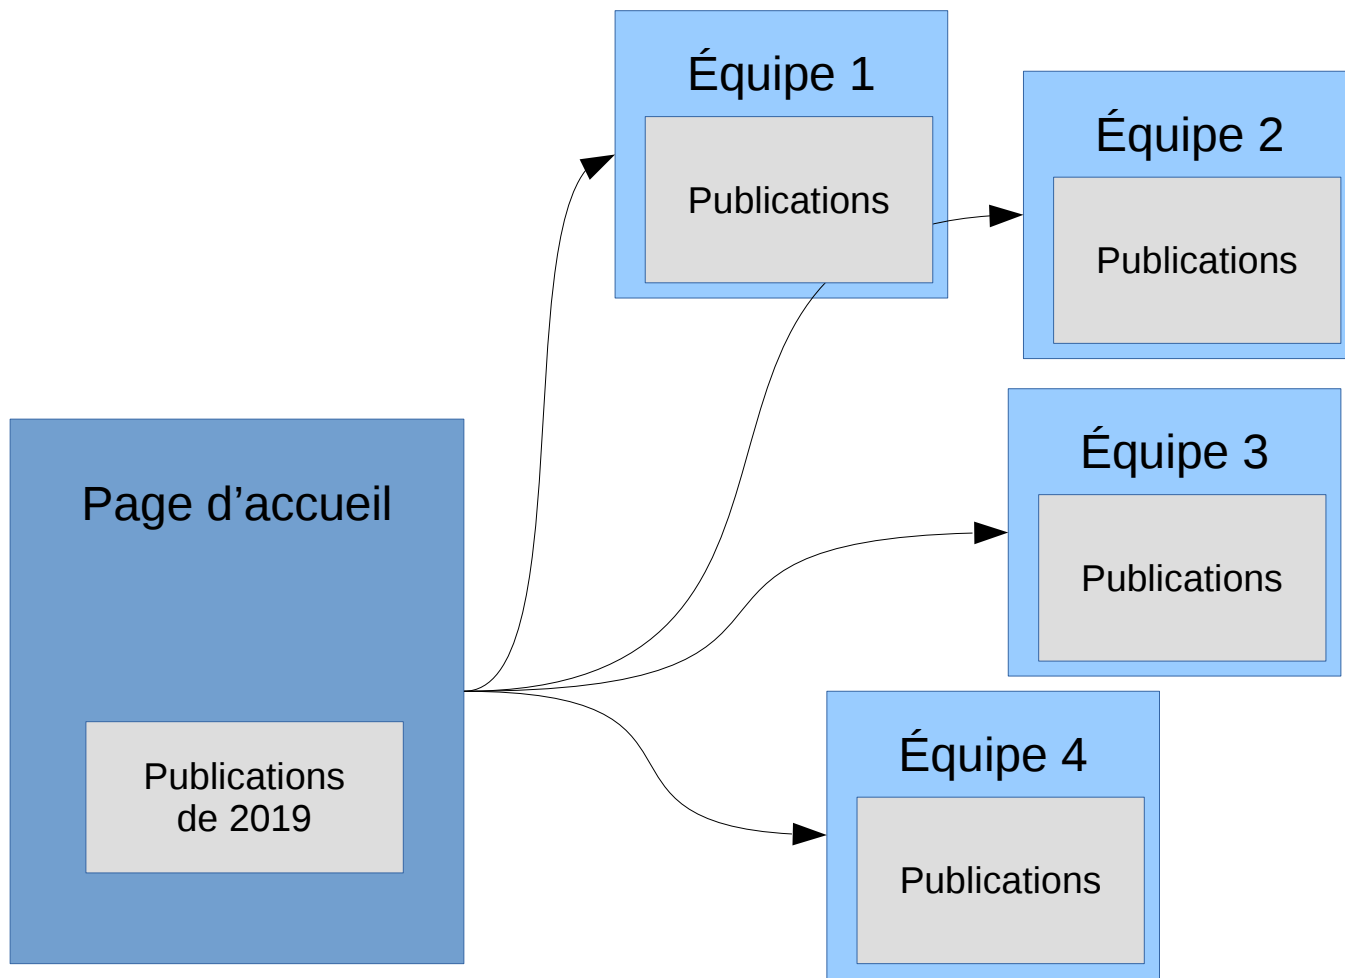 Équipe 1
Publications
Équipe 2
Publications
Équipe 3
Publications
Page d’accueil
Publications
de 2019
Équipe 4
Publications